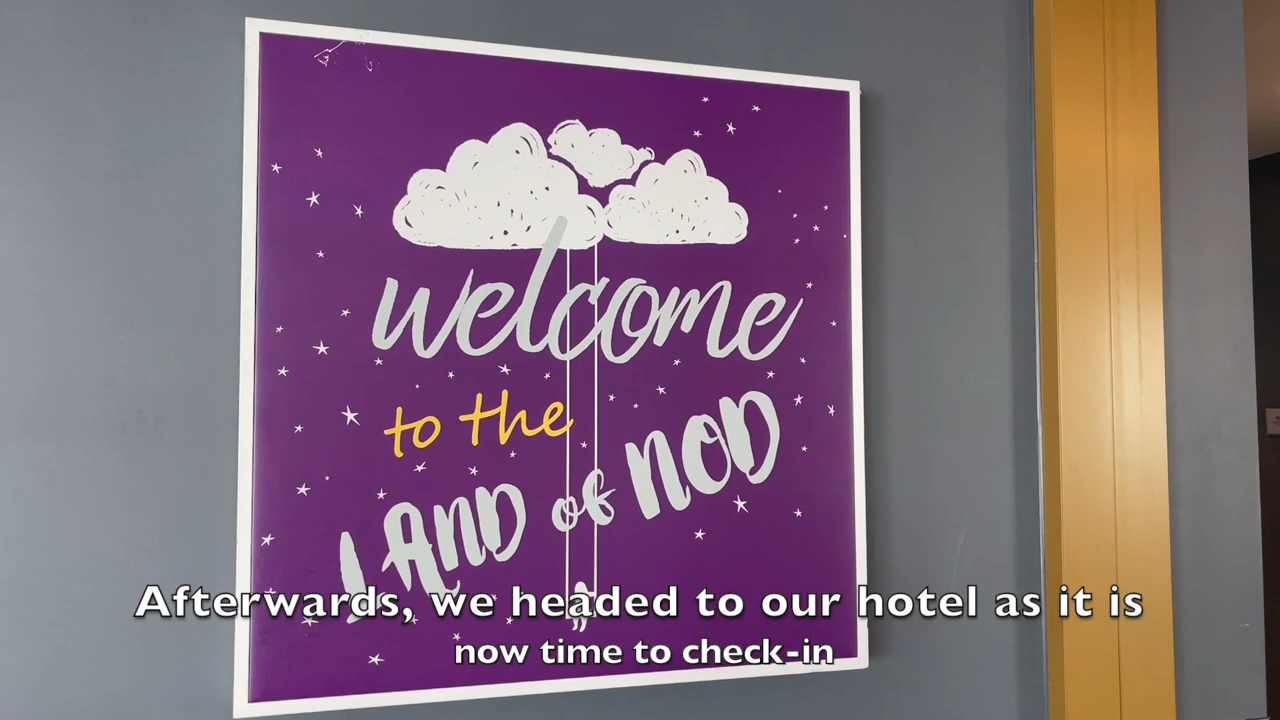 welcome
to the
LAND of NOD
Afterwards, we headed to our hotel as it is
now time to check-in